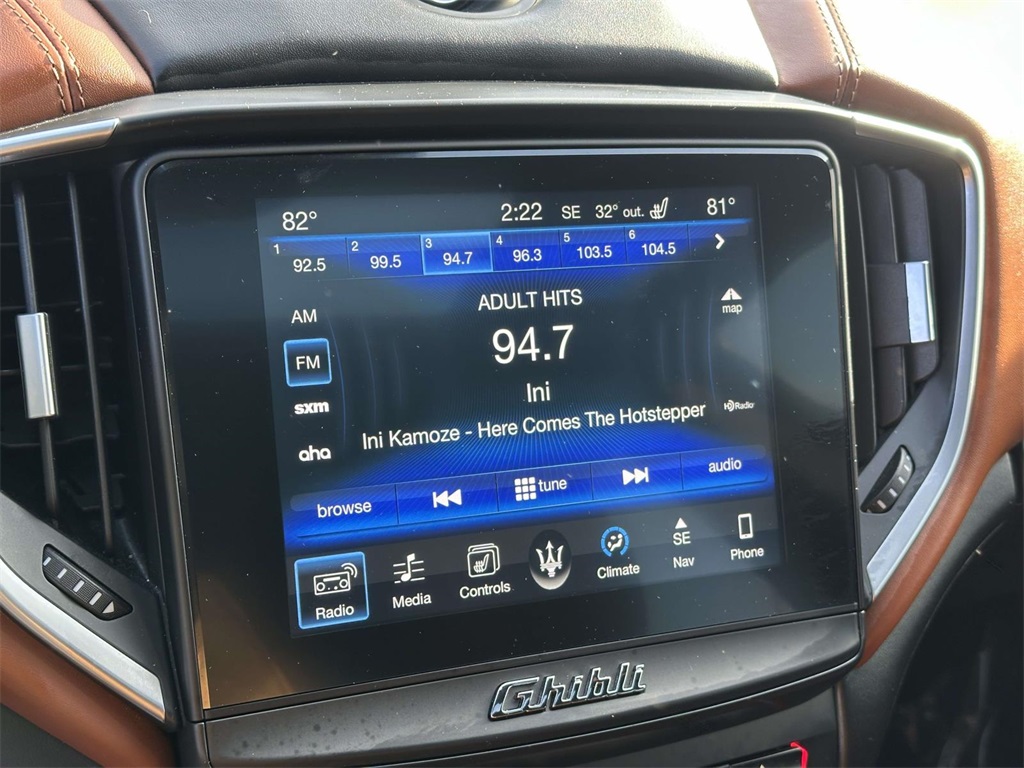 82° 2:22 SE 32° out. 81°
1 92.5 2 99.5 3 94.7 4 96.3 5 103.5 6 104.5
ADULT HITS
AM
map
94.7
FM
Ini
sxm
HD Radio
Ini Kamoze - Here Comes The Hotstepper
aha
browse tune audio
SE
Radio Media Controls Climate Nav Phone
Ghibli